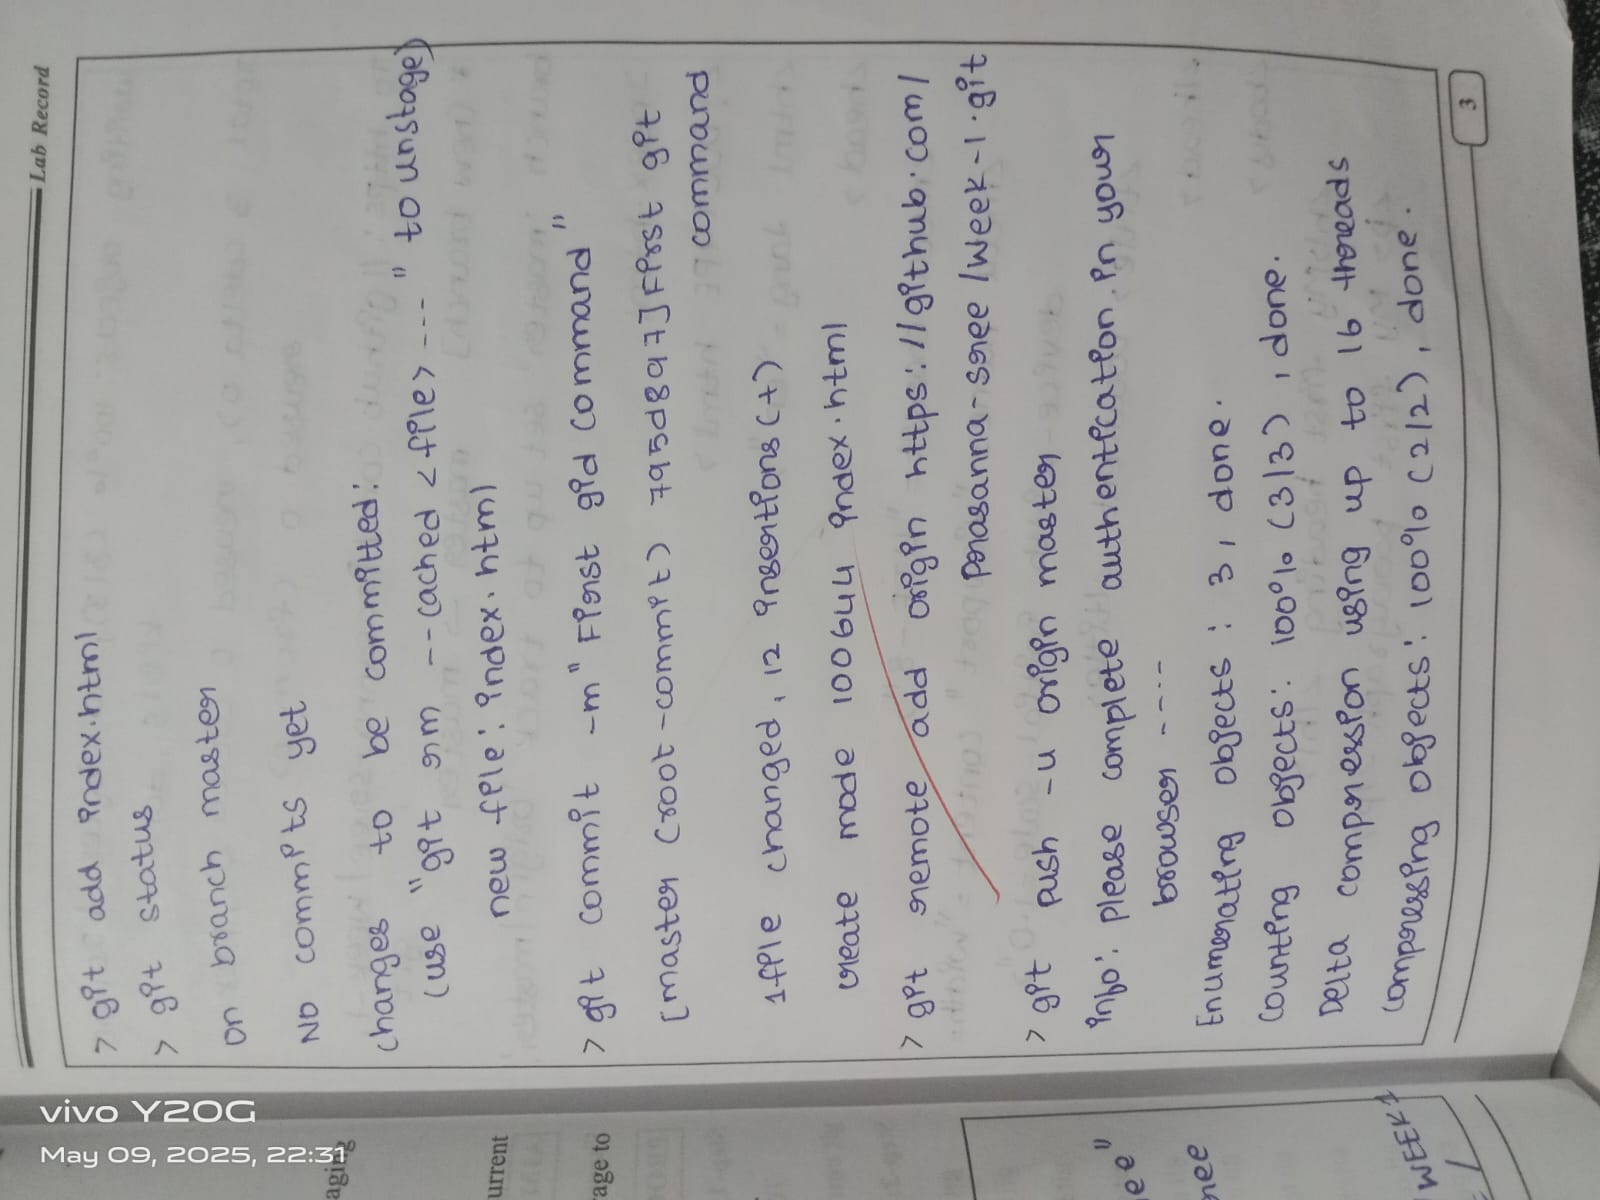 Lab Record
> git add index.html
> git status
on branch master
No commits yet
changes to be committed:
(use "git rm --cached <file> ---- " to unstage)
new file: index.html
> git commit -m" First gid command"
[master (root-commit) 795d897] First git
command
1 file changed, 12 insertions(+)
create mode 100644 index.html
> git remote add origin https://github.com/
prasanna-sree/week-1.git
> git push -u origin master
info: please complete authentication in your
browser ----
Enumerating objects: 3, done.
Counting objects: 100% (3/3), done.
Delta compression using up to 16 threads
Compressing objects: 100% (2/2), done.
3
aging
urrent
rage to
ee"
hee
WEEK1
vivo Y20G
May 09, 2025, 22:31